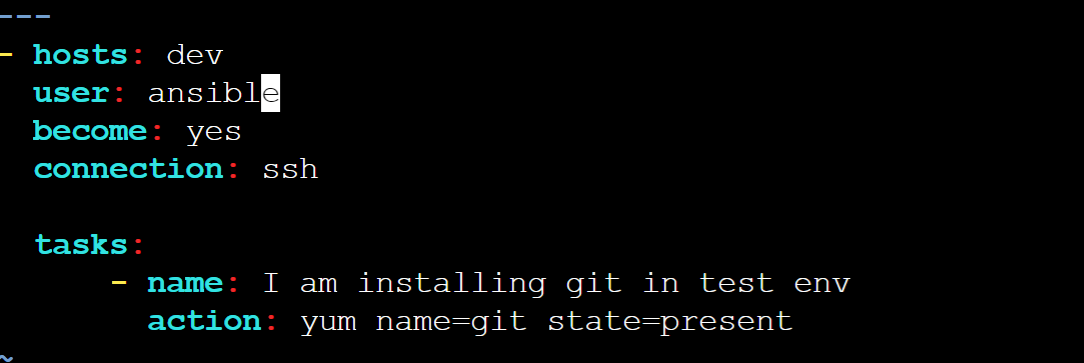 ---
- hosts: dev
  user: ansible
  become: yes
  connection: ssh

  tasks:
      - name: I am installing git in test env
        action: yum name=git state=present
~